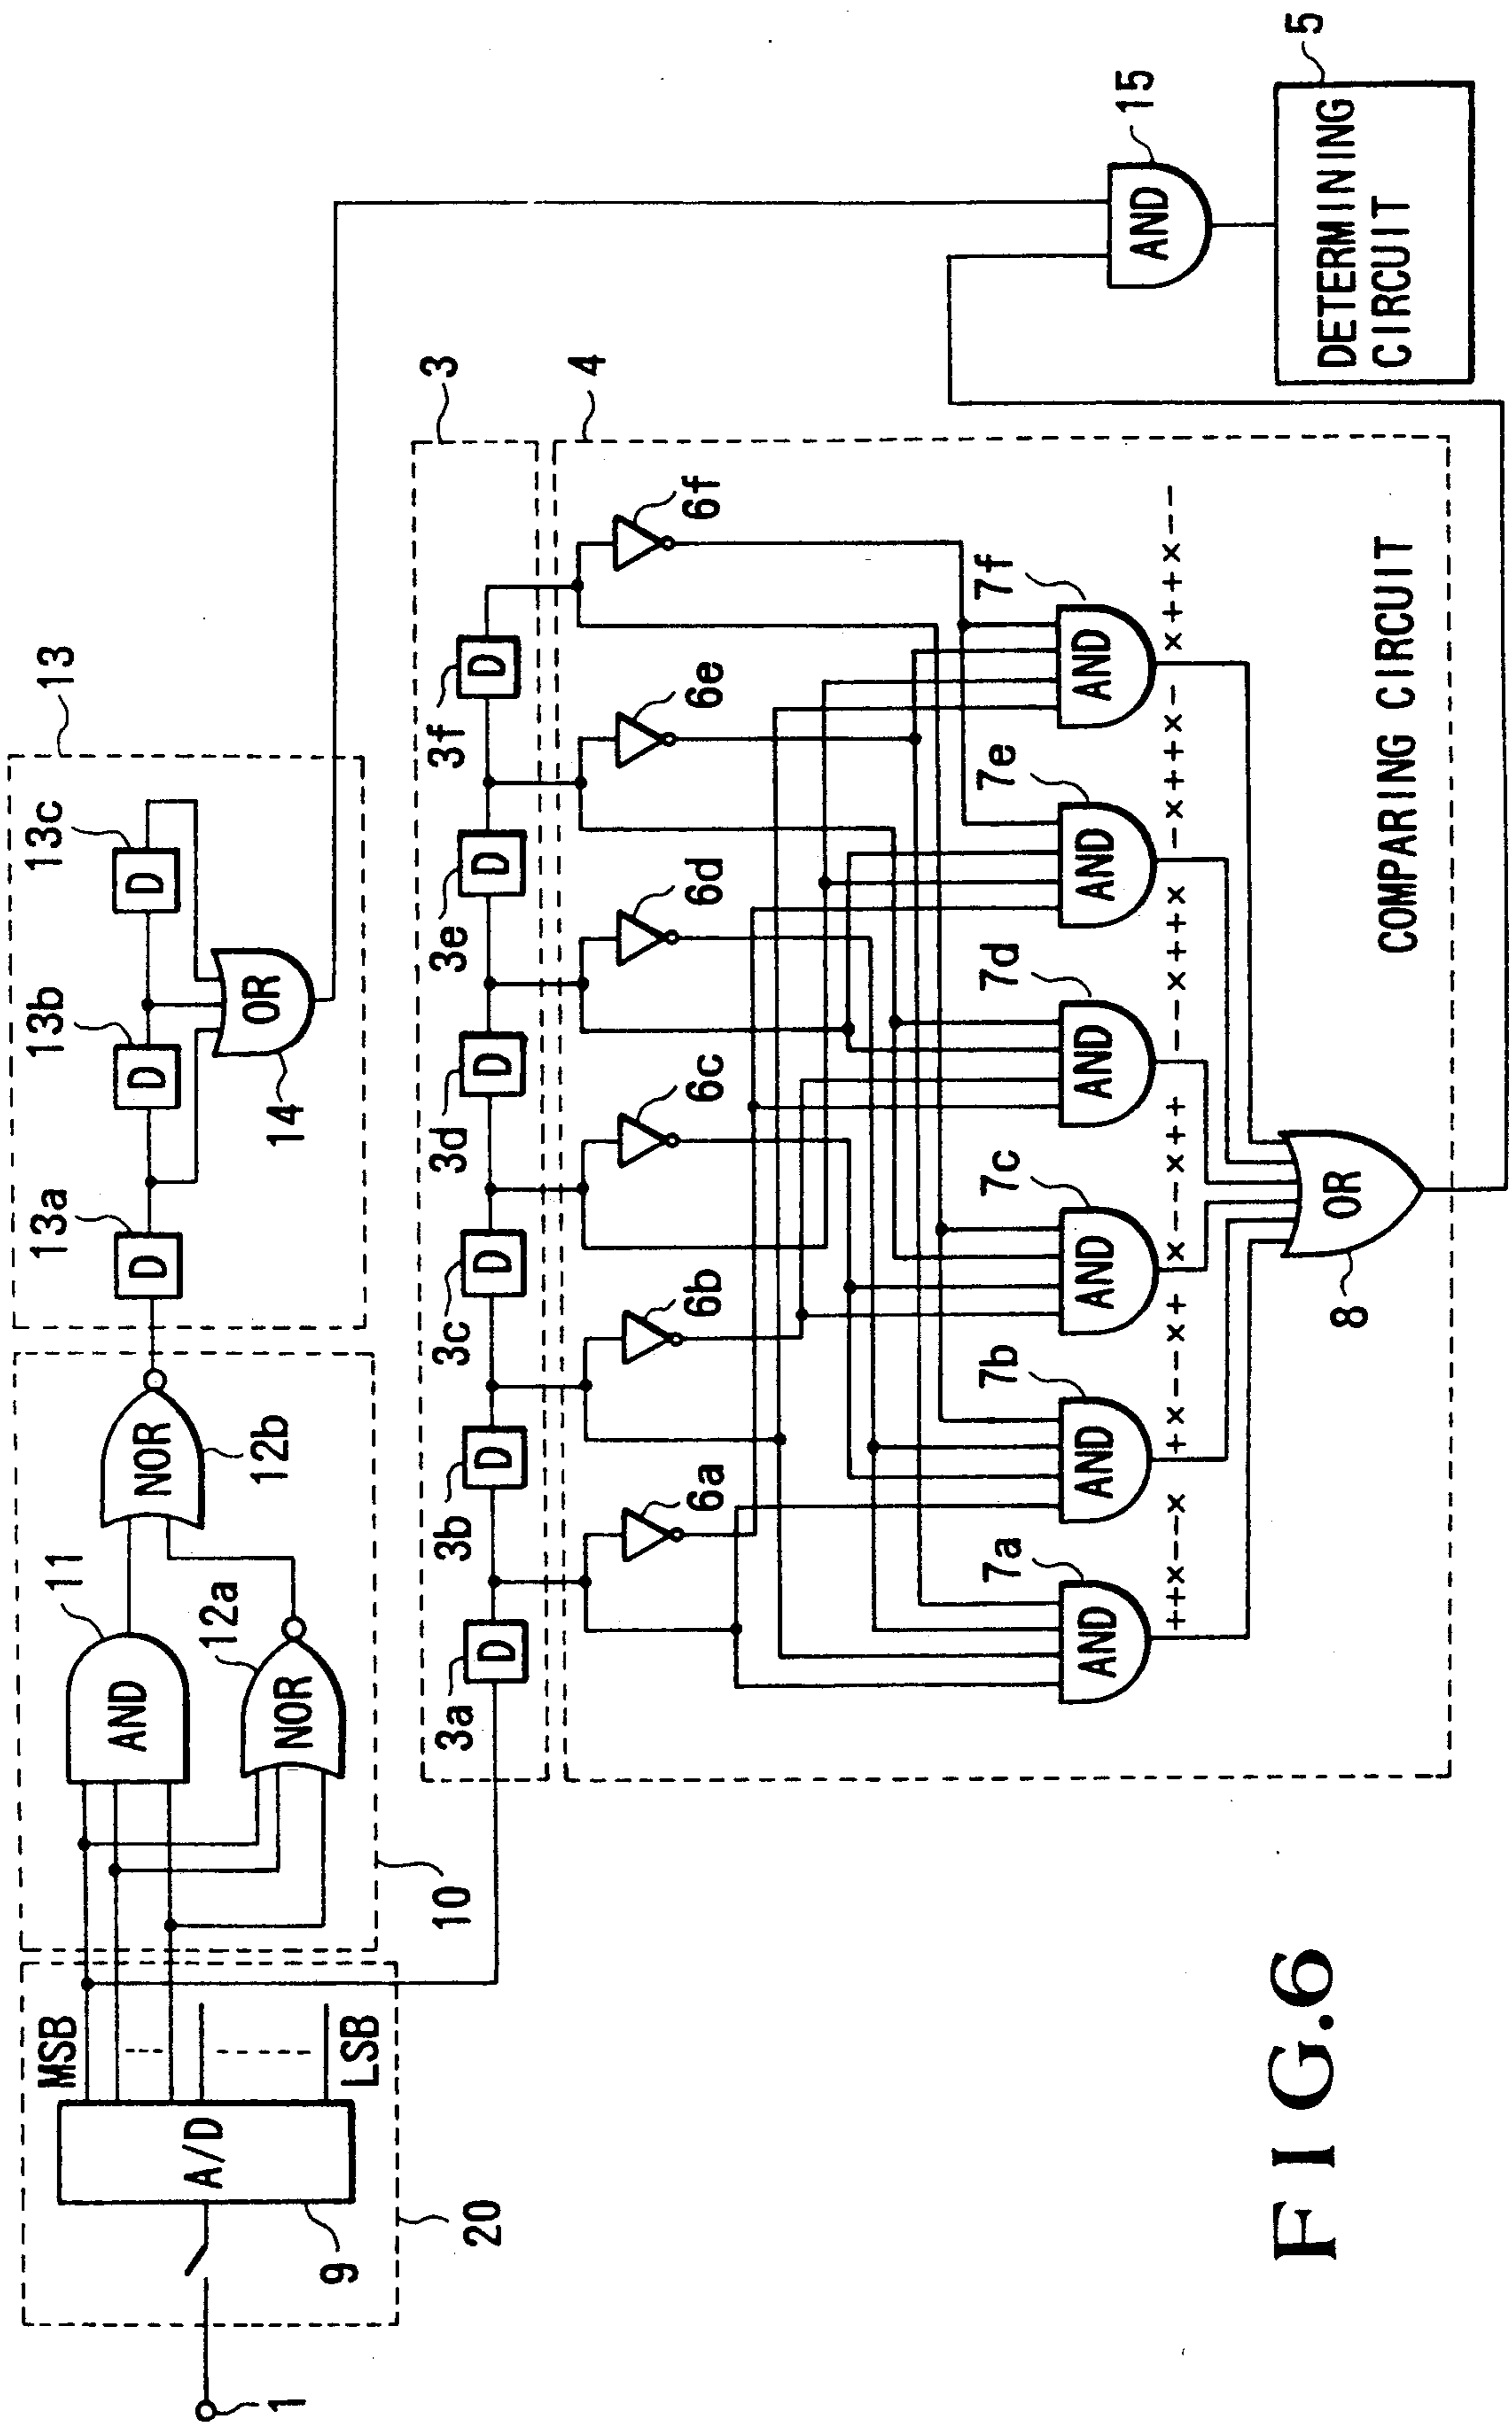 1
20
9
A/D
MSB
LSB
10
11
AND
12a
NOR
12b
NOR
13
13a
D
13b
D
13c
D
14
OR
3
3a
D
3b
D
3c
D
3d
D
3e
D
3f
D
4
6a
6b
6c
6d
6e
6f
7a
AND
7b
AND
7c
AND
7d
AND
7e
AND
7f
AND
++x--x
+x--x+
x--x++
--x++x
-x++x-
x++x--
8
OR
COMPARING CIRCUIT
15
AND
5
DETERMINING
CIRCUIT
FIG.6